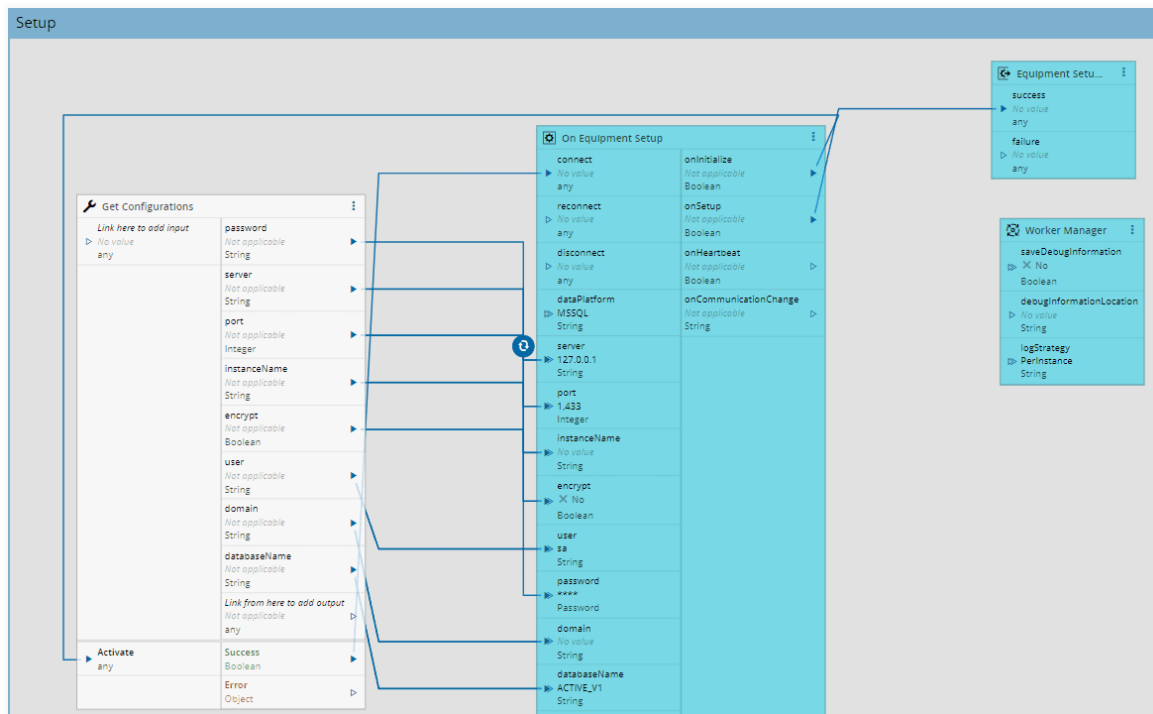 Setup
Equipment Setu...
success
No value
any
failure
No value
any
Worker Manager
saveDebugInformation
No
Boolean
debugInformationLocation
No value
String
logStrategy
PerInstance
String
On Equipment Setup
connect
No value
any
reconnect
No value
any
disconnect
No value
any
dataPlatform
MSSQL
String
server
127.0.0.1
String
port
1,433
Integer
instanceName
No value
String
encrypt
No
Boolean
user
sa
String
password
****
Password
domain
No value
String
databaseName
ACTIVE_V1
String
onInitialize
Not applicable
Boolean
onSetup
Not applicable
Boolean
onHeartbeat
Not applicable
Boolean
onCommunicationChange
Not applicable
String
Get Configurations
Link here to add input
No value
any
password
Not applicable
String
server
Not applicable
String
port
Not applicable
Integer
instanceName
Not applicable
String
encrypt
Not applicable
Boolean
user
Not applicable
String
domain
Not applicable
String
databaseName
Not applicable
String
Link from here to add output
Not applicable
any
Activate
any
Success
Boolean
Error
Object